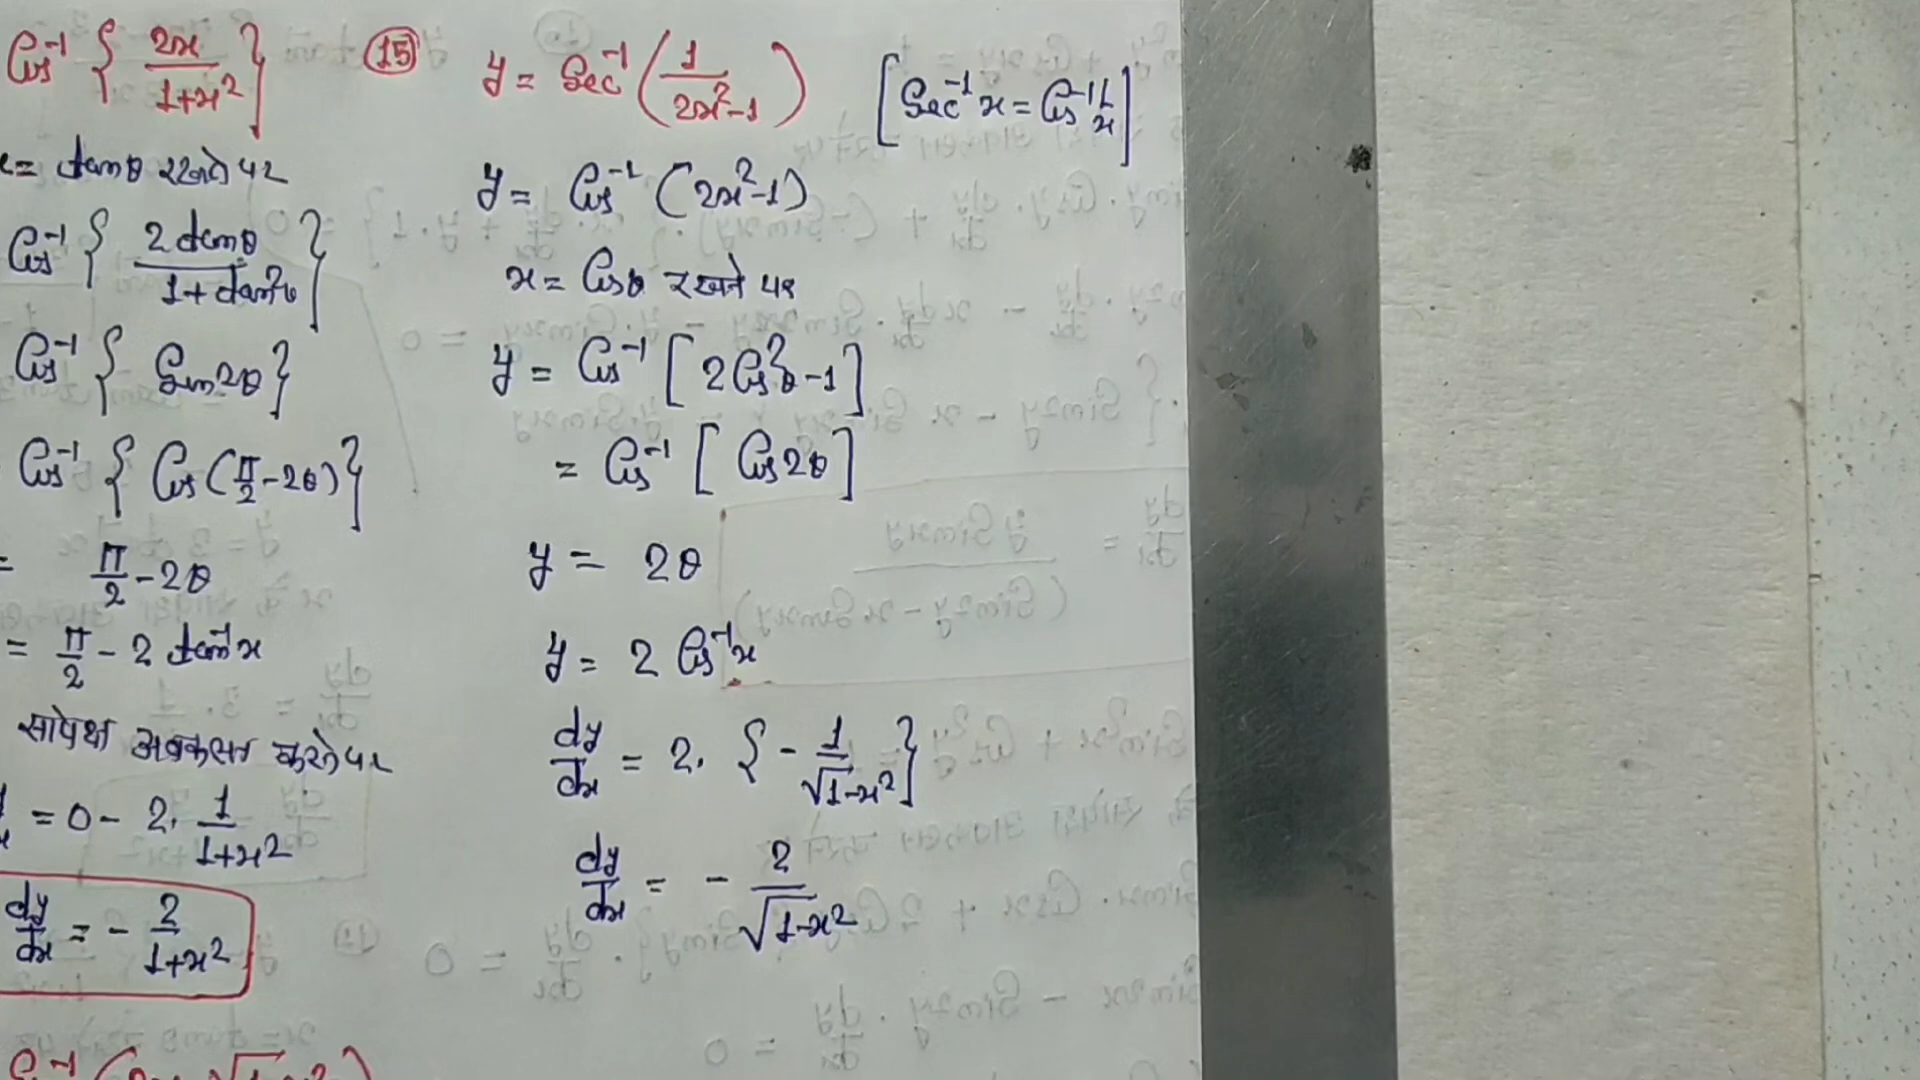 Cos⁻¹ { 2x / 1+x² }
x = tanθ रखने पर
Cos⁻¹ { 2 tanθ / 1+tan²θ }
Cos⁻¹ { Sin2θ }
Cos⁻¹ { Cos (π/2 - 2θ) }
= π/2 - 2θ
= π/2 - 2 tan⁻¹x
सापेक्ष अवकलन करने पर
= 0 - 2. 1 / 1+x²
dy/dx = - 2 / 1+x²
(15) y = Sec⁻¹ ( 1 / 2x²-1 ) [ Sec⁻¹ x = Cos⁻¹ 1/x ]
y = Cos⁻¹ (2x²-1)
x = Cosθ रखने पर
y = Cos⁻¹ [ 2Cos²θ -1 ]
= Cos⁻¹ [ Cos2θ ]
y = 2θ
y = 2 Cos⁻¹x
dy/dx = 2. { - 1 / √1-x² }
dy/dx = - 2 / √1-x²